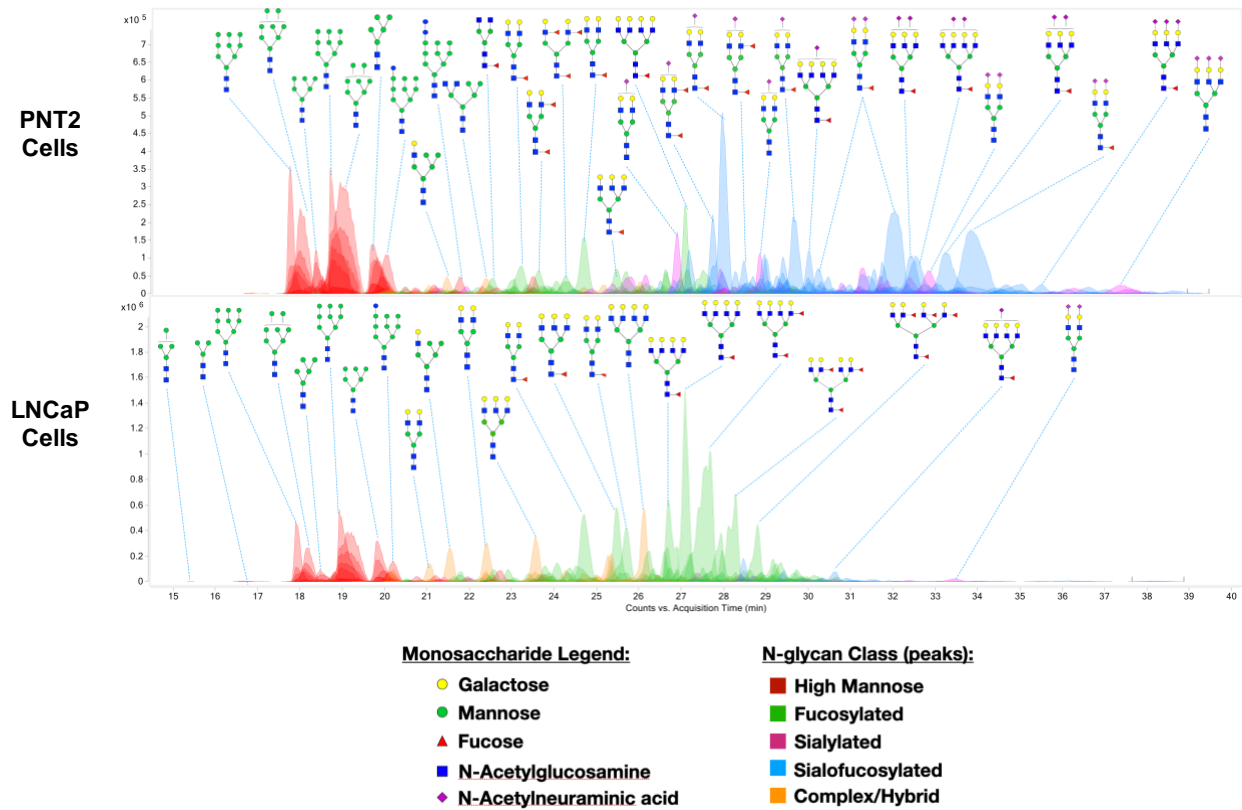 x10 5
7
6.5
6
5.5
5
4.5
4
3.5
3
2.5
2
1.5
1
0.5
0
PNT2
Cells
x10 6
2
1.8
1.6
1.4
1.2
1
0.8
0.6
0.4
0.2
0
LNCaP
Cells
15 16 17 18 19 20 21 22 23 24 25 26 27 28 29 30 31 32 33 34 35 36 37 38 39 40
Counts vs. Acquisition Time (min)
Monosaccharide Legend:
Galactose
Mannose
Fucose
N-Acetylglucosamine
N-Acetylneuraminic acid
N-glycan Class (peaks):
High Mannose
Fucosylated
Sialylated
Sialofucosylated
Complex/Hybrid